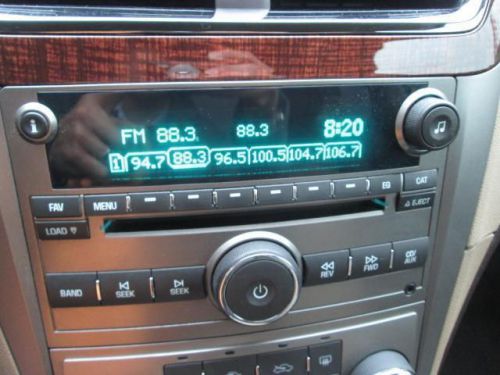 FM 88.3 88.3 8:20
1 94.7 88.3 96.5 100.5 104.7 106.7
i
FAV MENU EQ CAT
LOAD EJECT
REV FWD CD/AUX
BAND SEEK SEEK